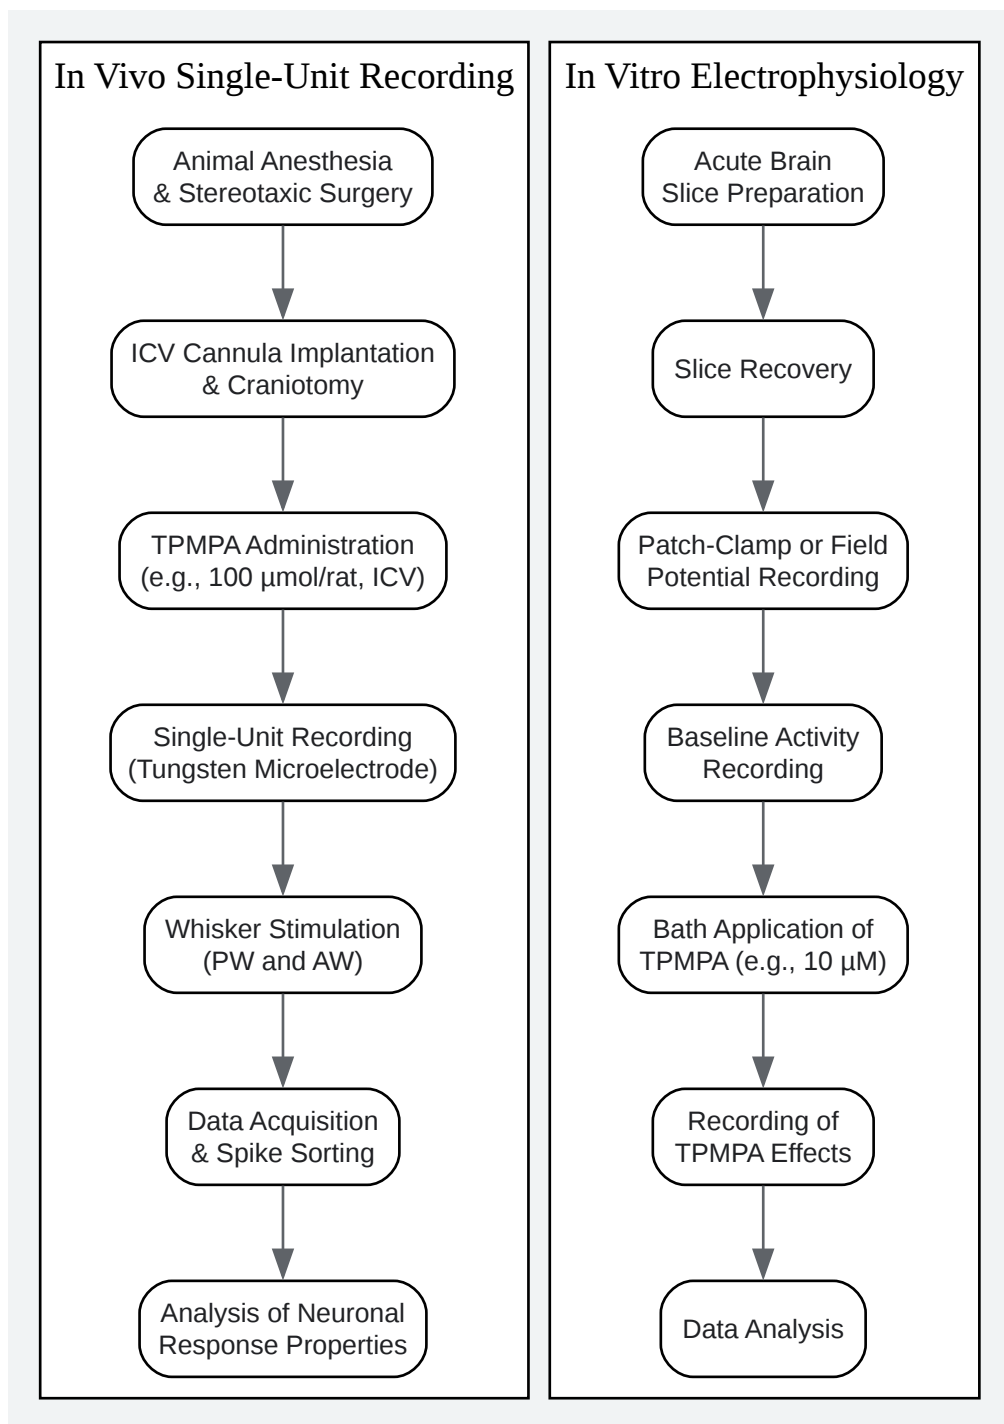 In Vivo Single-Unit Recording
Animal Anesthesia
& Stereotaxic Surgery
ICV Cannula Implantation
& Craniotomy
TPMPA Administration
(e.g., 100 µmol/rat, ICV)
Single-Unit Recording
(Tungsten Microelectrode)
Whisker Stimulation
(PW and AW)
Data Acquisition
& Spike Sorting
Analysis of Neuronal
Response Properties
In Vitro Electrophysiology
Acute Brain
Slice Preparation
Slice Recovery
Patch-Clamp or Field
Potential Recording
Baseline Activity
Recording
Bath Application of
TPMPA (e.g., 10 µM)
Recording of
TPMPA Effects
Data Analysis